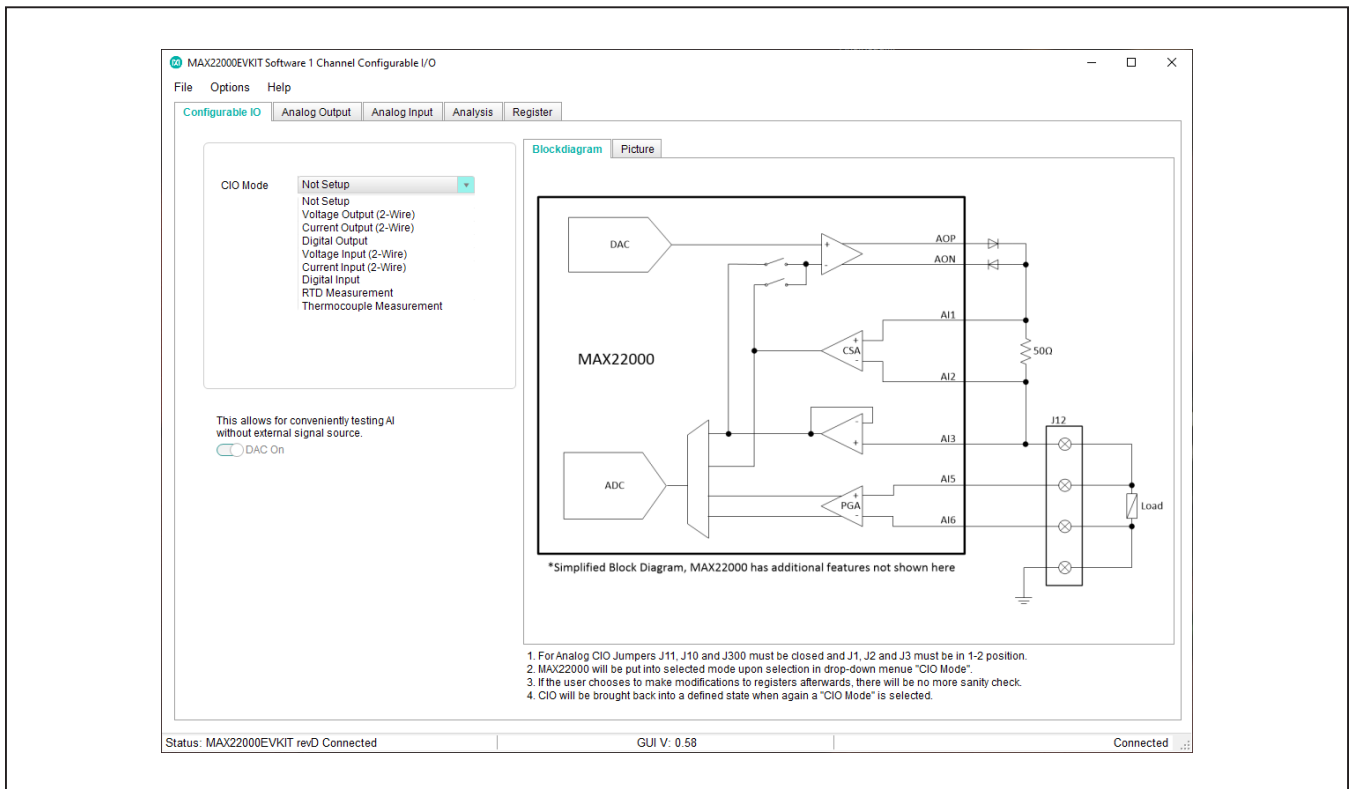 MAX22000EVKIT Software 1 Channel Configurable I/O
File Options Help
Configurable IO Analog Output Analog Input Analysis Register
CIO Mode Not Setup
Not Setup
Voltage Output (2-Wire)
Current Output (2-Wire)
Digital Output
Voltage Input (2-Wire)
Current Input (2-Wire)
Digital Input
RTD Measurement
Thermocouple Measurement
This allows for conveniently testing AI
without external signal source.
DAC On
Blockdiagram Picture
DAC
+
-
AOP
AON
AI1
MAX22000
+
CSA
-
50Ω
AI2
J12
-
+
AI3
ADC
AI5
+
PGA
-
Load
AI6
*Simplified Block Diagram, MAX22000 has additional features not shown here
1. For Analog CIO Jumpers J11, J10 and J300 must be closed and J1, J2 and J3 must be in 1-2 position.
2. MAX22000 will be put into selected mode upon selection in drop-down menue "CIO Mode".
3. If the user chooses to make modifications to registers afterwards, there will be no more sanity check.
4. CIO will be brought back into a defined state when again a "CIO Mode" is selected.
Status: MAX22000EVKIT revD Connected GUI V: 0.58 Connected